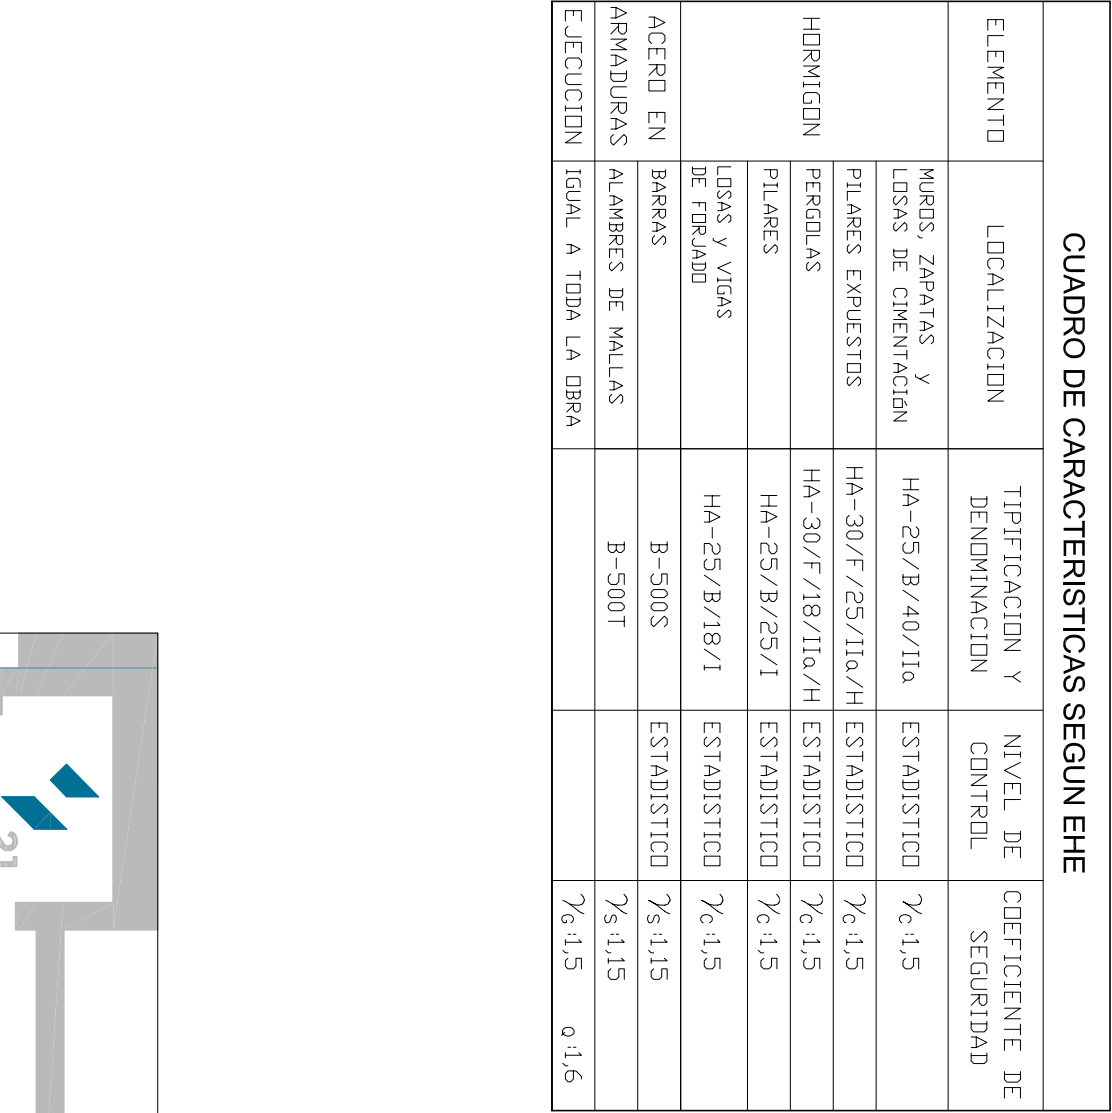 CUADRO DE CARACTERISTICAS SEGUN EHE
ELEMENTO LOCALIZACION TIPIFICACION Y DENOMINACION NIVEL DE CONTROL COEFICIENTE DE SEGURIDAD
HORMIGON
MUROS, ZAPATAS y
LOSAS DE CIMENTACIóN
HA-25/B/40/IIa ESTADISTICO γc:1,5
PILARES EXPUESTOS HA-30/F/25/IIa/H ESTADISTICO γc:1,5
PERGOLAS HA-30/F/18/IIa/H ESTADISTICO γc:1,5
PILARES HA-25/B/25/I ESTADISTICO γc:1,5
LOSAS y VIGAS
DE FORJADO
HA-25/B/18/I ESTADISTICO γc:1,5
ACERO EN
ARMADURAS
BARRAS B-500S ESTADISTICO γs:1,15
ALAMBRES DE MALLAS B-500T γs:1,15
EJECUCION IGUAL A TODA LA OBRA γG:1,5 Q:1,6
21